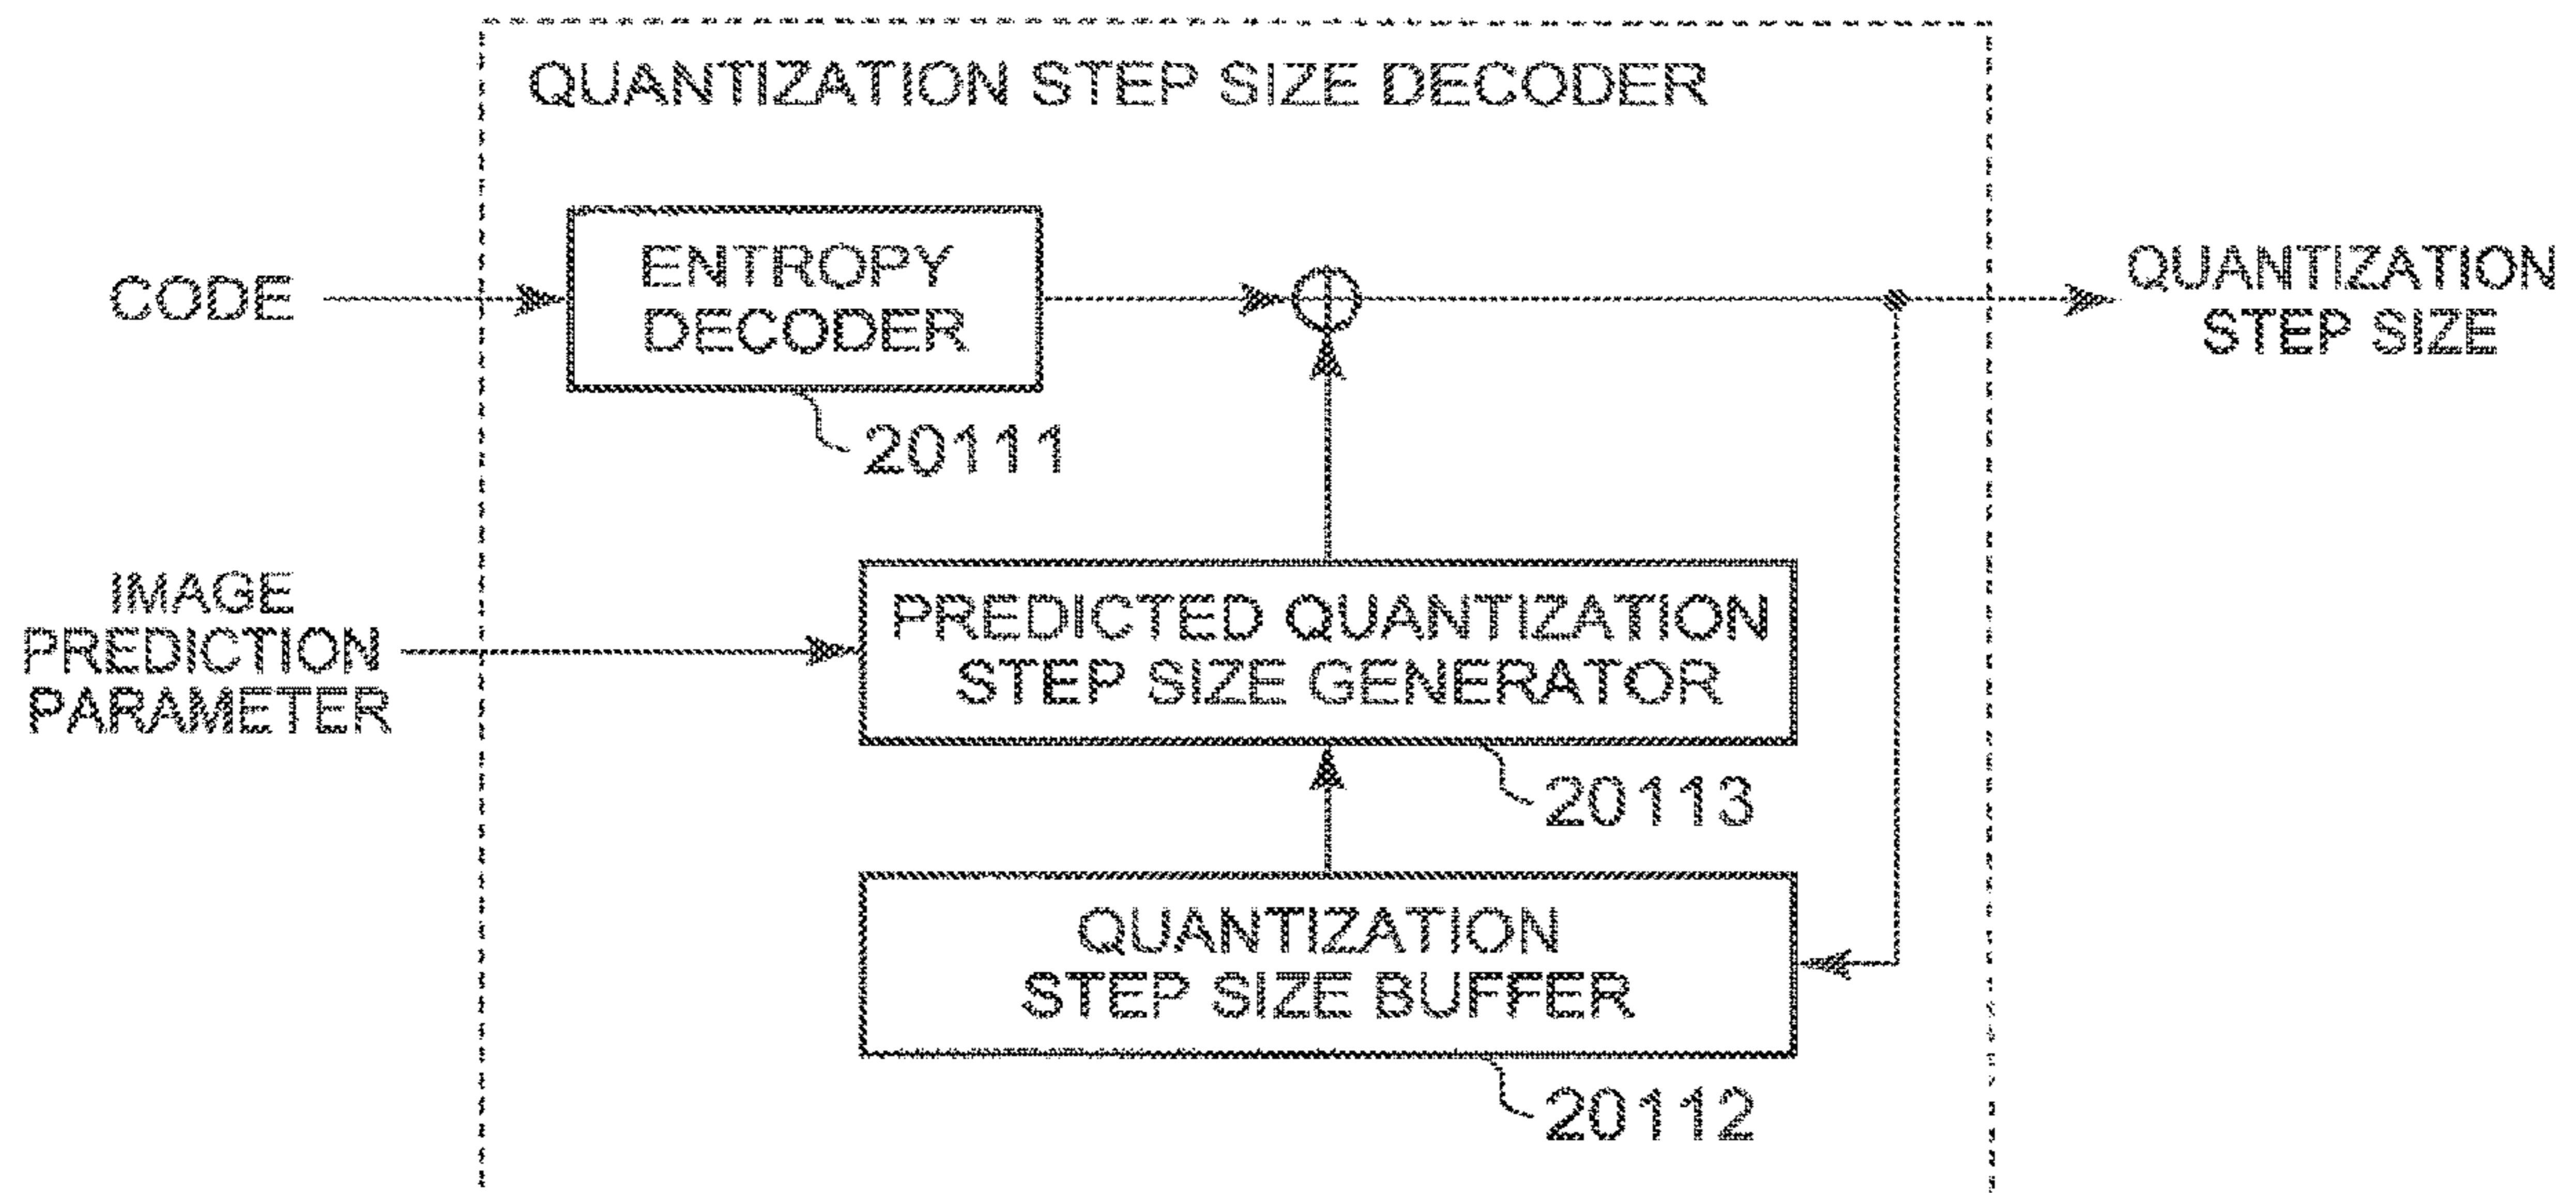 QUANTIZATION STEP SIZE DECODER
CODE
ENTROPY
DECODER
20111
QUANTIZATION
STEP SIZE
IMAGE
PREDICTION
PARAMETER
PREDICTED QUANTIZATION
STEP SIZE GENERATOR
20113
QUANTIZATION
STEP SIZE BUFFER
20112